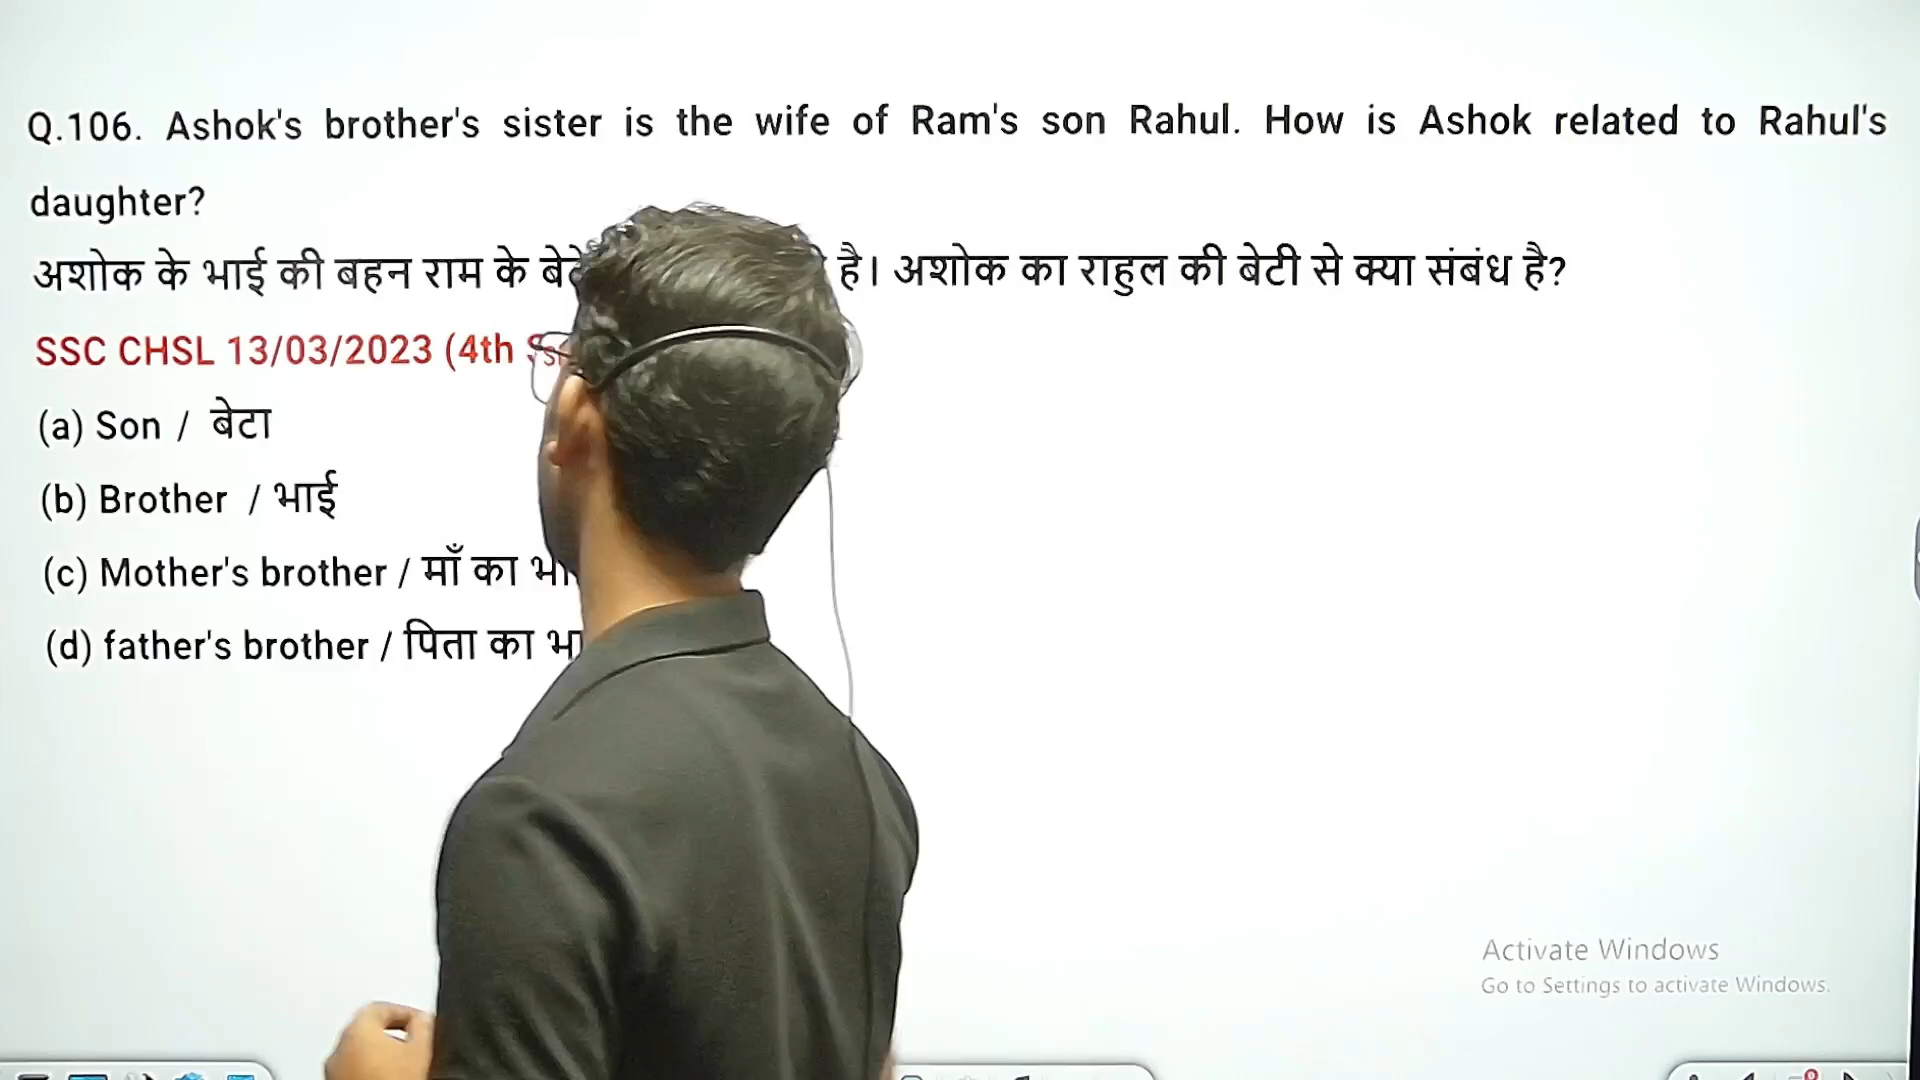 Q.106. Ashok's brother's sister is the wife of Ram's son Rahul. How is Ashok related to Rahul's
daughter?
अशोक के भाई की बहन राम के बेटे है। अशोक का राहुल की बेटी से क्या संबंध है?
SSC CHSL 13/03/2023 (4th
(a) Son / बेटा
(b) Brother / भाई
(c) Mother's brother / माँ का
(d) father's brother / पिता का
Activate Windows
Go to Settings to activate Windows.